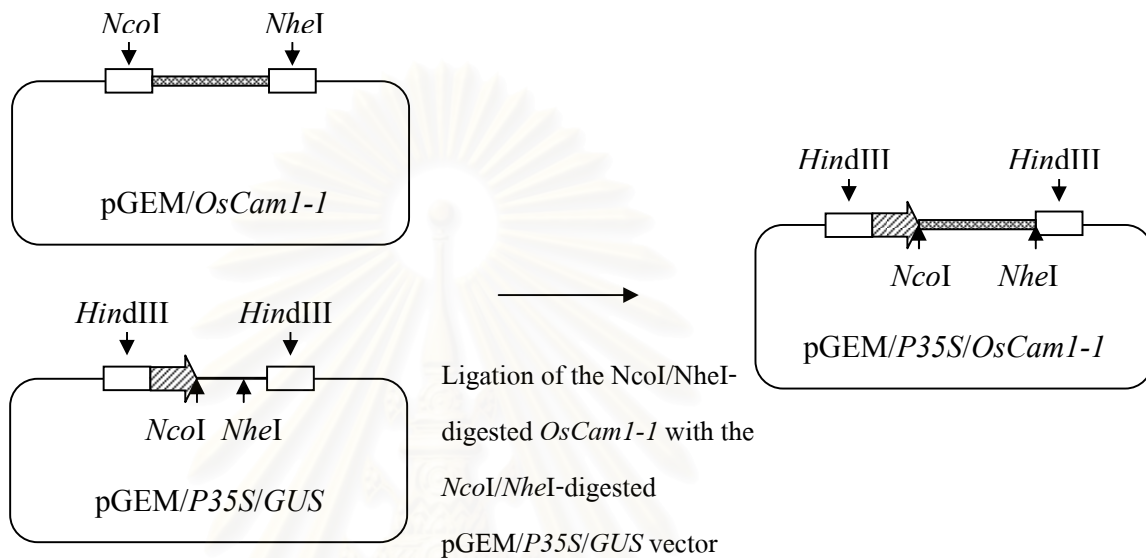 NcoI NheI
pGEM/OsCam1-1
HindIII HindIII
NcoI NheI
pGEM/P35S/GUS
Ligation of the NcoI/NheI-
digested OsCam1-1 with the
NcoI/NheI-digested
pGEM/P35S/GUS vector
HindIII HindIII
NcoI NheI
pGEM/P35S/OsCam1-1